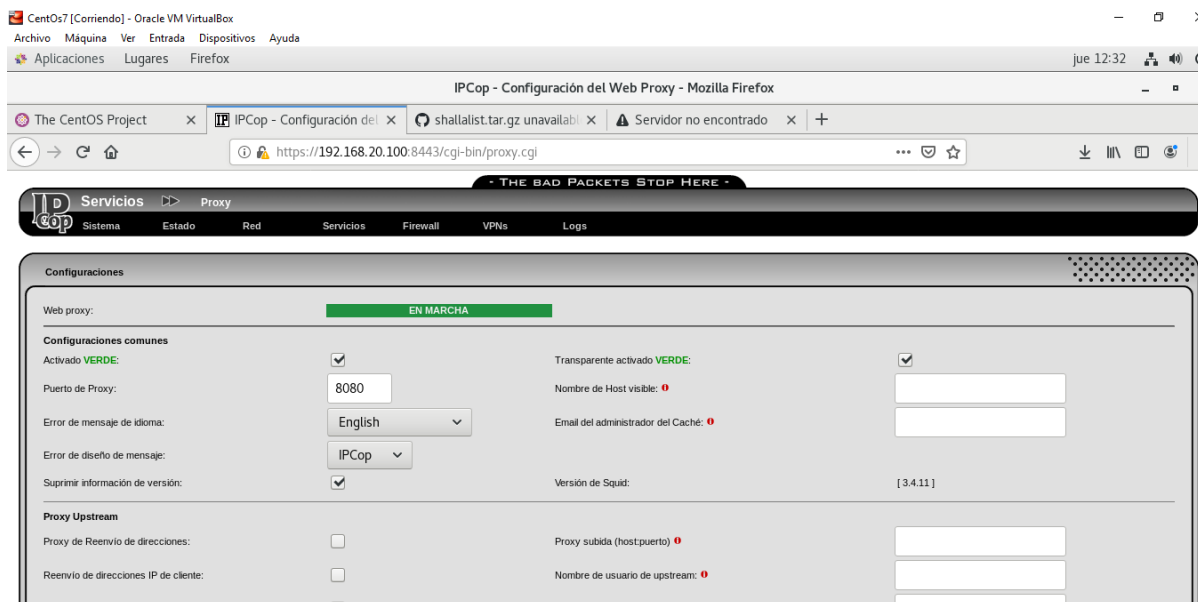 CentOs7 [Corriendo] - Oracle VM VirtualBox
Archivo Máquina Ver Entrada Dispositivos Ayuda
Aplicaciones Lugares Firefox jue 12:32
IPCop - Configuración del Web Proxy - Mozilla Firefox
The CentOS Project IPCop - Configuración del shallalist.tar.gz unavailabl Servidor no encontrado
https://192.168.20.100:8443/cgi-bin/proxy.cgi
- THE BAD PACKETS STOP HERE -
IP cop Servicios Proxy
Sistema Estado Red Servicios Firewall VPNs Logs
Configuraciones
Web proxy: EN MARCHA
Configuraciones comunes
Activado VERDE: Transparente activado VERDE:
Puerto de Proxy: 8080 Nombre de Host visible:
Error de mensaje de idioma: English Email del administrador del Caché:
Error de diseño de mensaje: IPCop
Suprimir información de versión: Versión de Squid: [ 3.4.11 ]
Proxy Upstream
Proxy de Reenvío de direcciones: Proxy subida (host:puerto)
Reenvío de direcciones IP de cliente: Nombre de usuario de upstream: